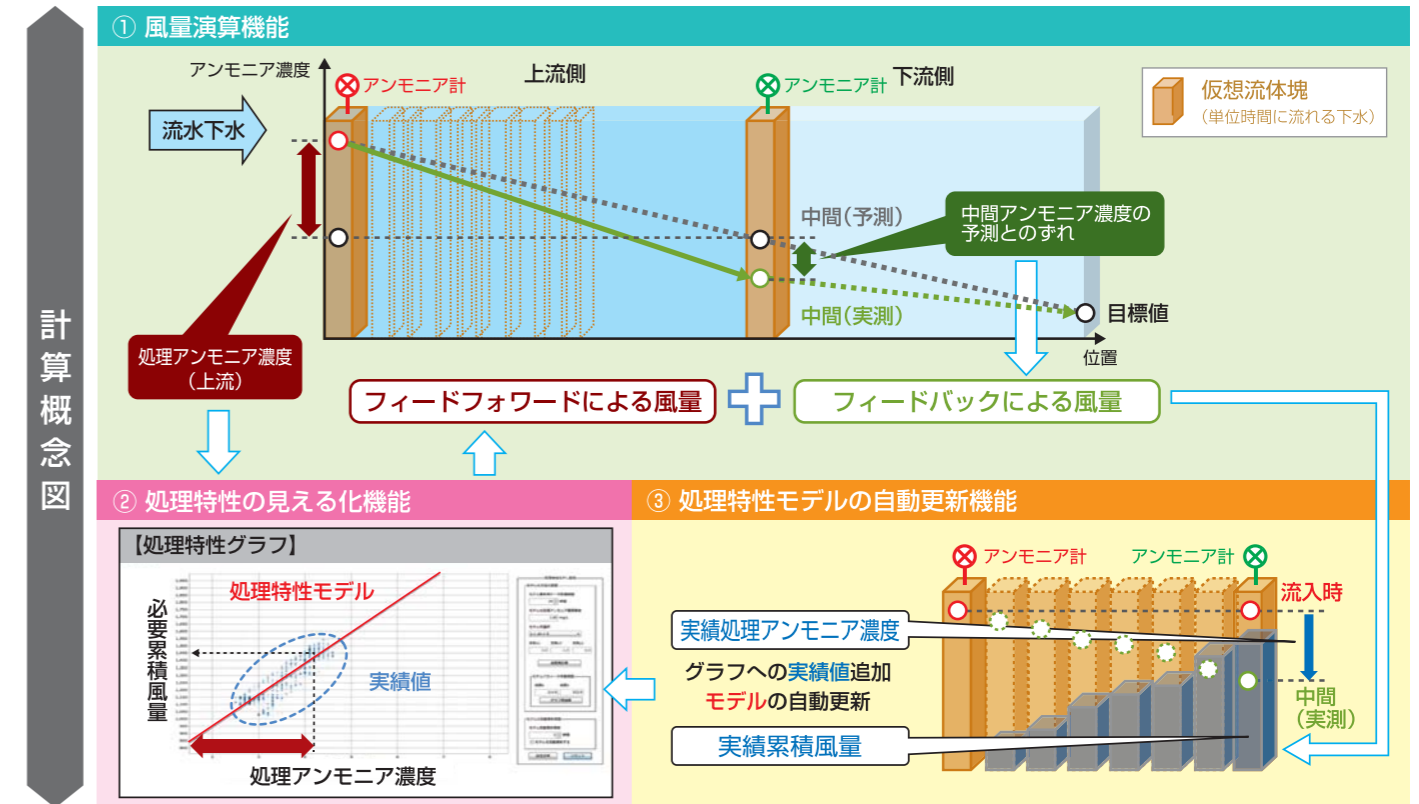 計算概念図
① 風量演算機能
アンモニア濃度
アンモニア計
上流側
アンモニア計
下流側
仮想流体塊
(単位時間に流れる下水)
流水下水
中間(予測)
中間アンモニア濃度の
予測とのずれ
中間(実測)
目標値
位置
処理アンモニア濃度
(上流)
フィードフォワードによる風量
フィードバックによる風量
② 処理特性の見える化機能
【処理特性グラフ】
処理特性モデル
必要累積風量
実績値
処理アンモニア濃度
③ 処理特性モデルの自動更新機能
アンモニア計
アンモニア計
流入時
実績処理アンモニア濃度
グラフへの実績値追加
モデルの自動更新
中間
(実測)
実績累積風量